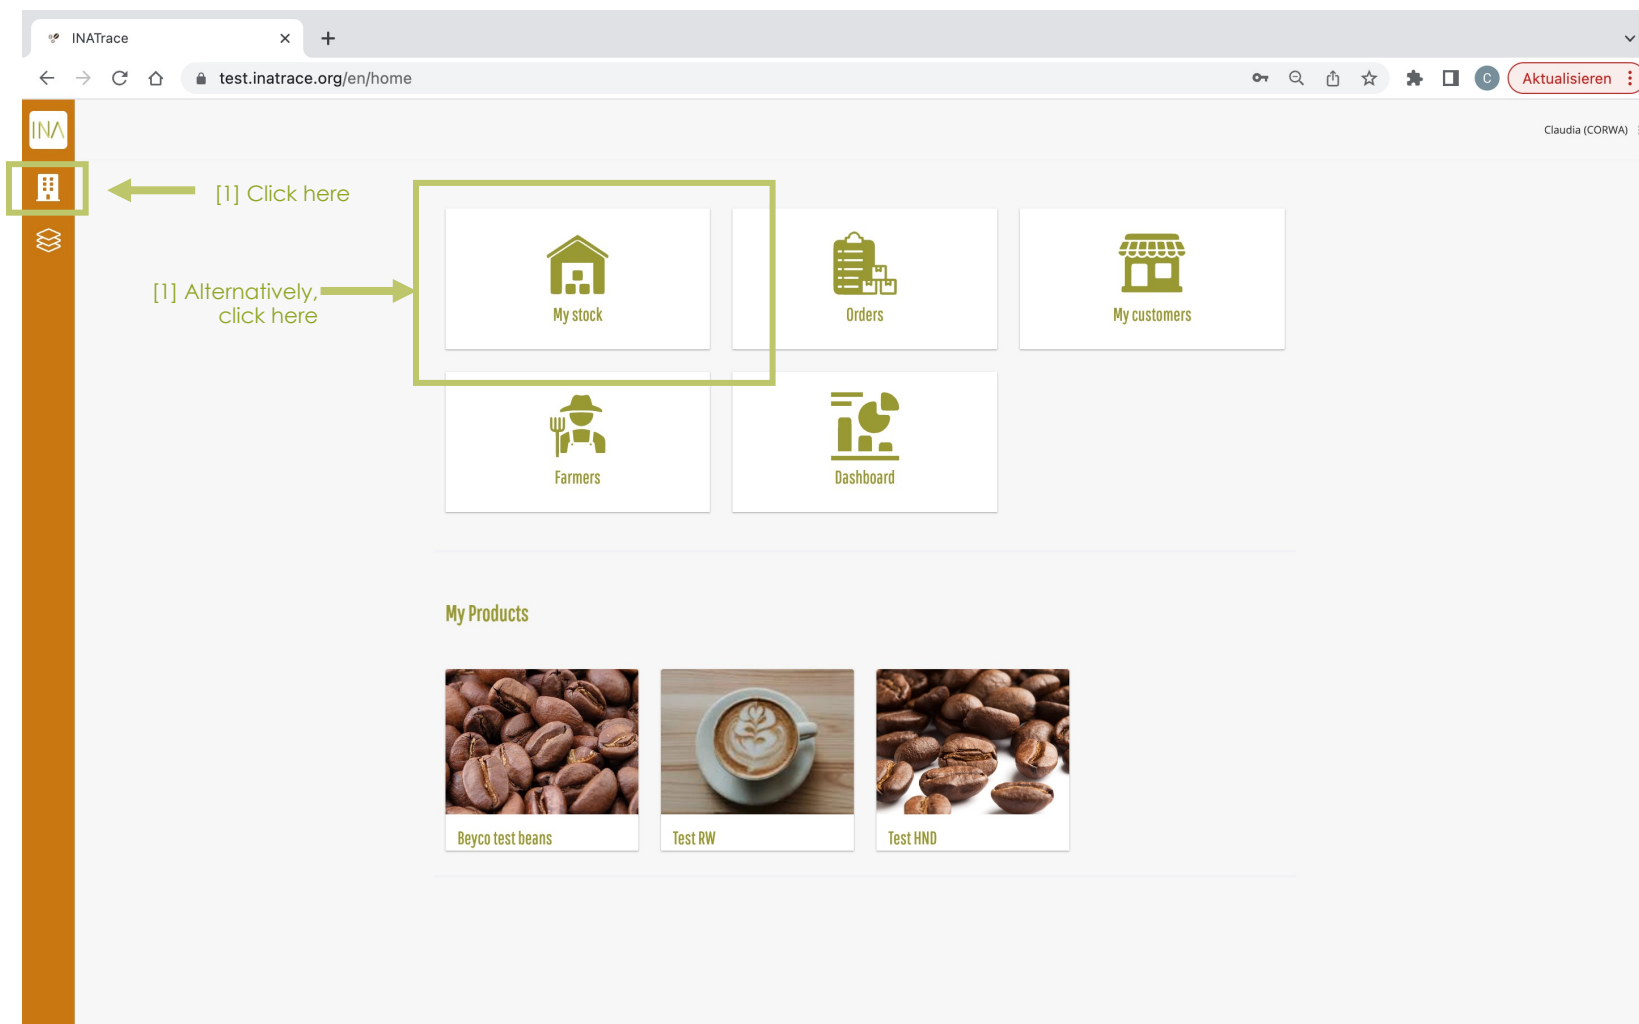 INATrace
test.inatrace.org/en/home
C
Aktualisieren
INA
Claudia (CORWA)
[1] Click here
[1] Alternatively,
click here
My stock
Orders
My customers
Farmers
Dashboard
My Products
Beyco test beans
Test RW
Test HND